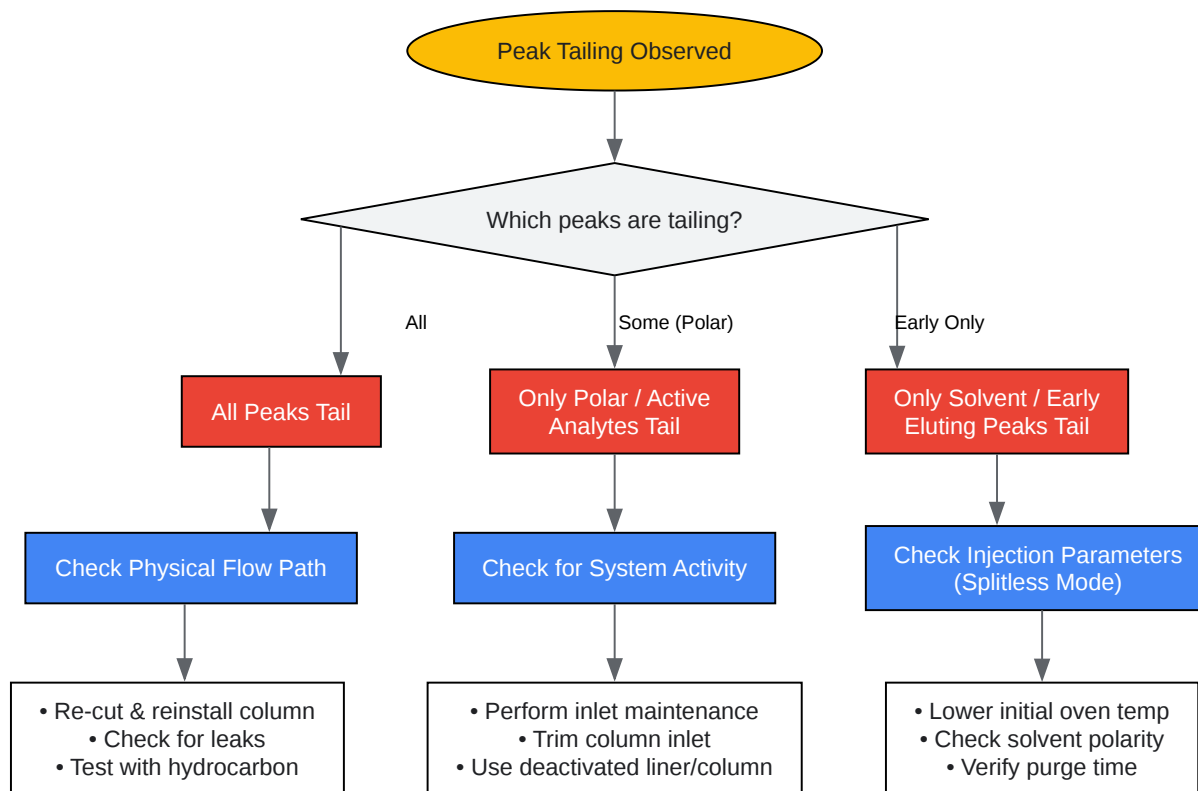 Peak Tailing Observed
Which peaks are tailing?
All
Some (Polar)
Early Only
All Peaks Tail
Only Polar / Active
Analytes Tail
Only Solvent / Early
Eluting Peaks Tail
Check Physical Flow Path
Check for System Activity
Check Injection Parameters
(Splitless Mode)
• Re-cut & reinstall column
• Check for leaks
• Test with hydrocarbon
• Perform inlet maintenance
• Trim column inlet
• Use deactivated liner/column
• Lower initial oven temp
• Check solvent polarity
• Verify purge time